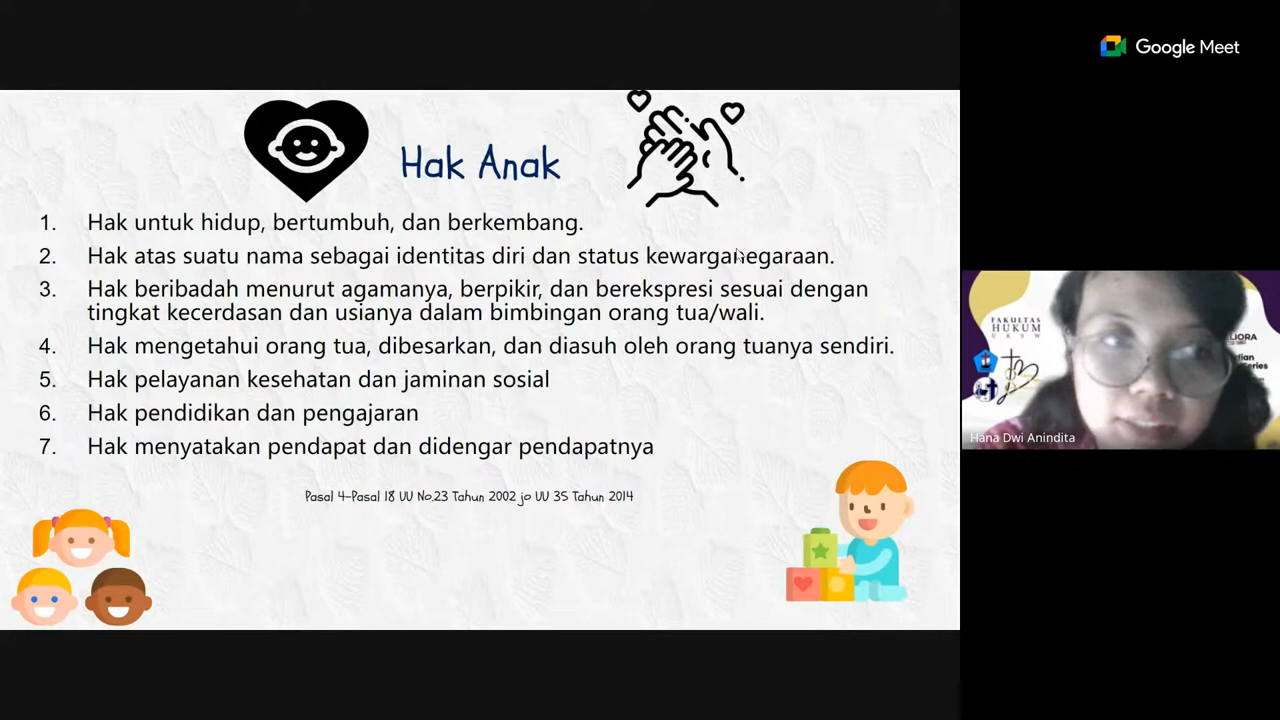 Google Meet
Hak Anak
1. Hak untuk hidup, bertumbuh, dan berkembang.
2. Hak atas suatu nama sebagai identitas diri dan status kewarganegaraan.
3. Hak beribadah menurut agamanya, berpikir, dan berekspresi sesuai dengan
tingkat kecerdasan dan usianya dalam bimbingan orang tua/wali.
4. Hak mengetahui orang tua, dibesarkan, dan diasuh oleh orang tuanya sendiri.
5. Hak pelayanan kesehatan dan jaminan sosial
6. Hak pendidikan dan pengajaran
7. Hak menyatakan pendapat dan didengar pendapatnya
Pasal 4-Pasal 18 UU No.23 Tahun 2002 jo UU 35 Tahun 2014
FAKULTAS
HUKUM
UKSW
Hana Dwi Anindita